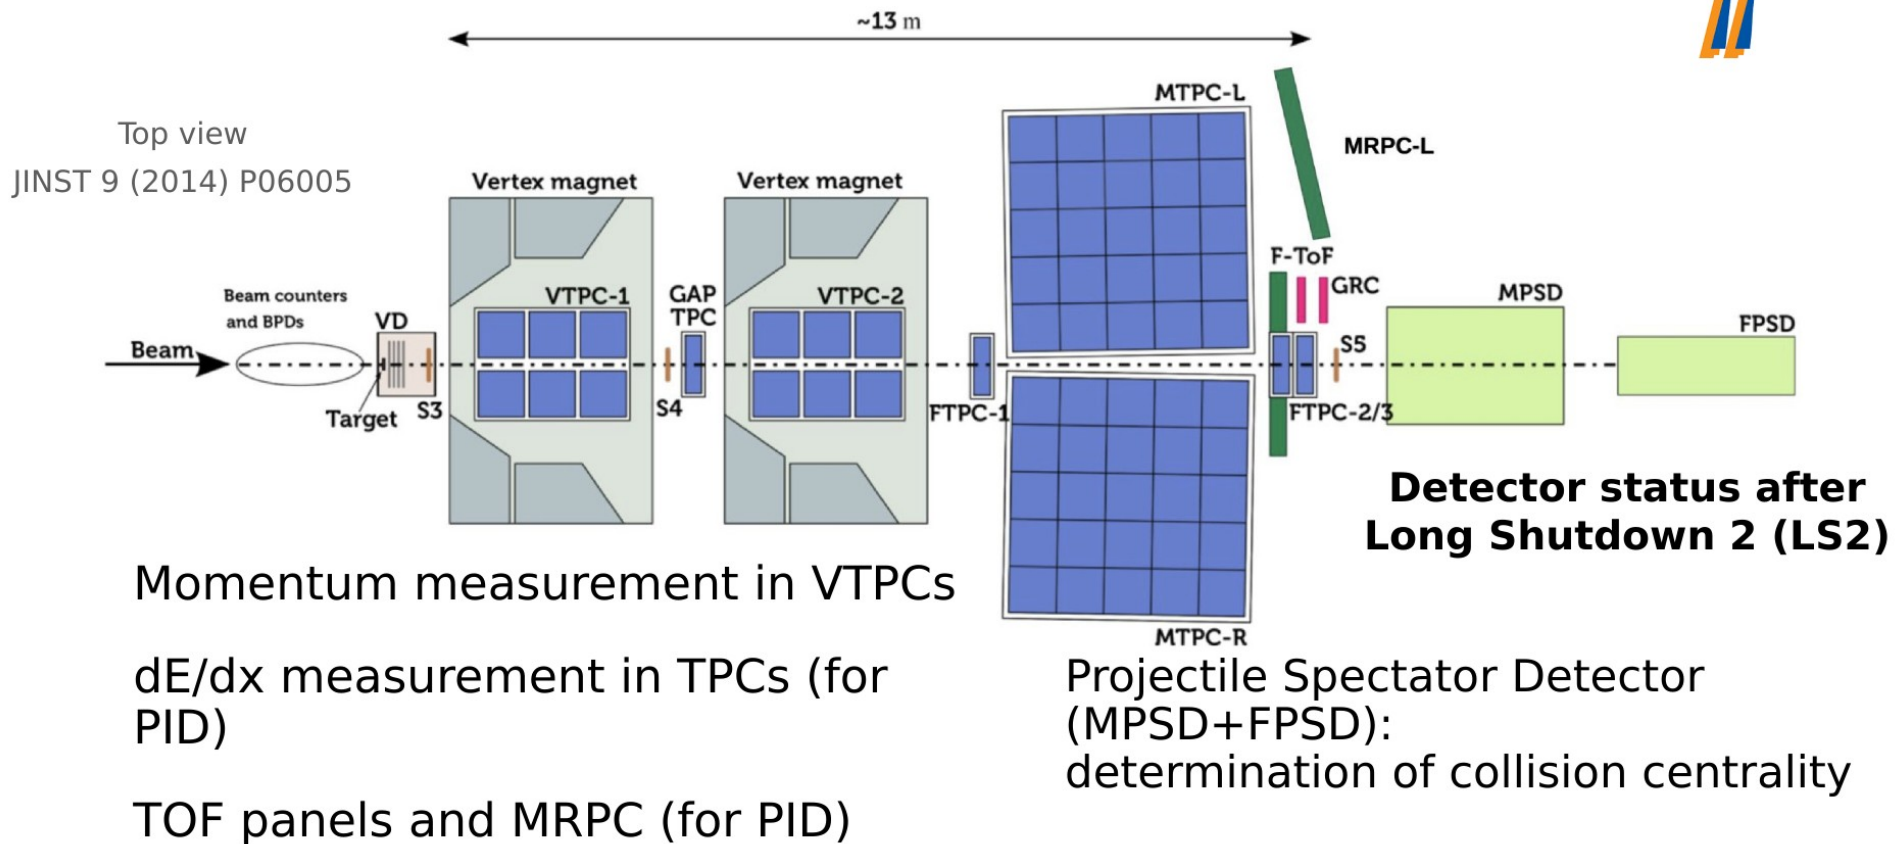 ~13 m
MTPC-L
MRPC-L
Top view
JINST 9 (2014) P06005
Vertex magnet
Vertex magnet
F-ToF
GRC
Beam counters
and BPDs
VD
VTPC-1
GAP
TPC
VTPC-2
MPSD
FPSD
Beam
S5
Target
S3
S4
FTPC-1
FTPC-2/3
Detector status after
Long Shutdown 2 (LS2)
MTPC-R
Momentum measurement in VTPCs
dE/dx measurement in TPCs (for
PID)
TOF panels and MRPC (for PID)
Projectile Spectator Detector
(MPSD+FPSD):
determination of collision centrality